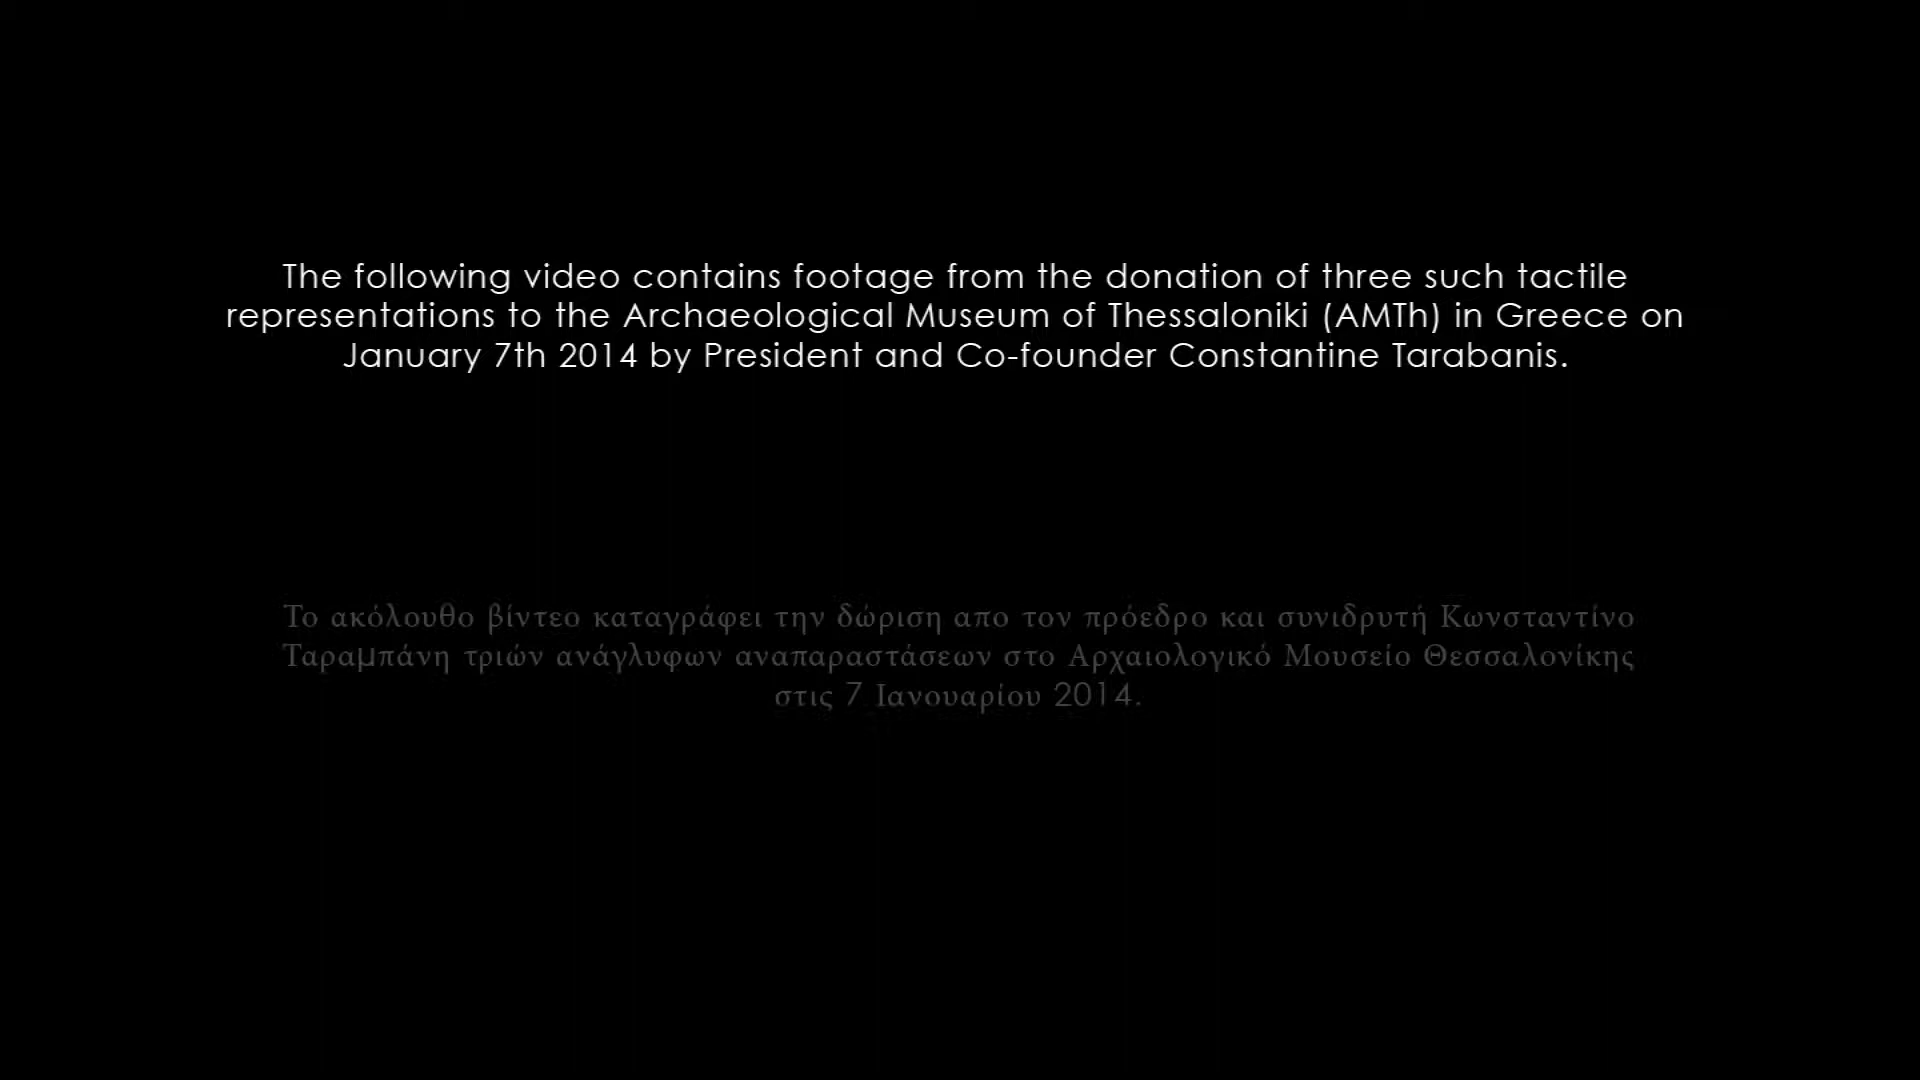 The following video contains footage from the donation of three such tactile
representations to the Archaeological Museum of Thessaloniki (AMTh) in Greece on
January 7th 2014 by President and Co-founder Constantine Tarabanis.
Το ακόλουθο βίντεο καταγράφει την δώριση απο τον πρόεδρο και συνιδρυτή Κωνσταντίνο
Ταραμπάνη τριών ανάγλυφων αναπαραστάσεων στο Αρχαιολογικό Μουσείο Θεσσαλονίκης
στις 7 Ιανουαρίου 2014.